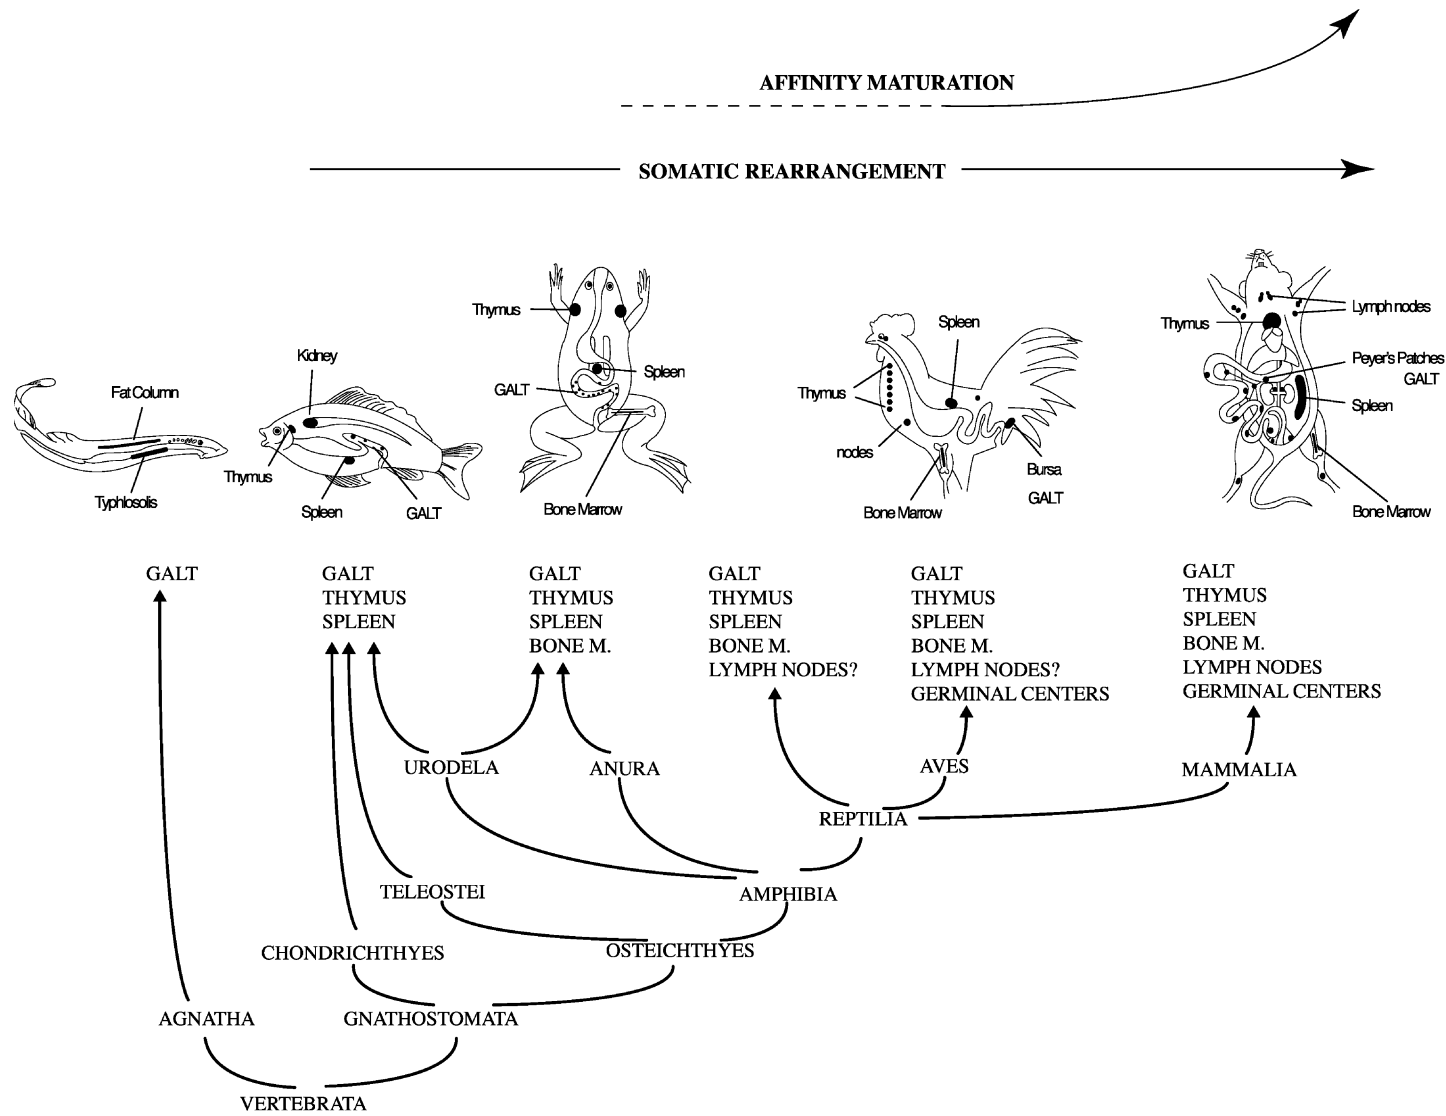 AFFINITY MATURATION
SOMATIC REARRANGEMENT
Fat Column
Typhlosolis
Kidney
Thymus
Spleen
GALT
Thymus
Spleen
GALT
Bone Marrow
Spleen
Thymus
nodes
Bursa
GALT
Bone Marrow
Lymph nodes
Thymus
Peyer's Patches
GALT
Spleen
Bone Marrow
GALT
GALT
THYMUS
SPLEEN
GALT
THYMUS
SPLEEN
BONE M.
GALT
THYMUS
SPLEEN
BONE M.
LYMPH NODES?
GALT
THYMUS
SPLEEN
BONE M.
LYMPH NODES?
GERMINAL CENTERS
GALT
THYMUS
SPLEEN
BONE M.
LYMPH NODES
GERMINAL CENTERS
URODELA
ANURA
AVES
MAMMALIA
REPTILIA
TELEOSTEI
AMPHIBIA
CHONDRICHTHYES
OSTEICHTHYES
AGNATHA
GNATHOSTOMATA
VERTEBRATA